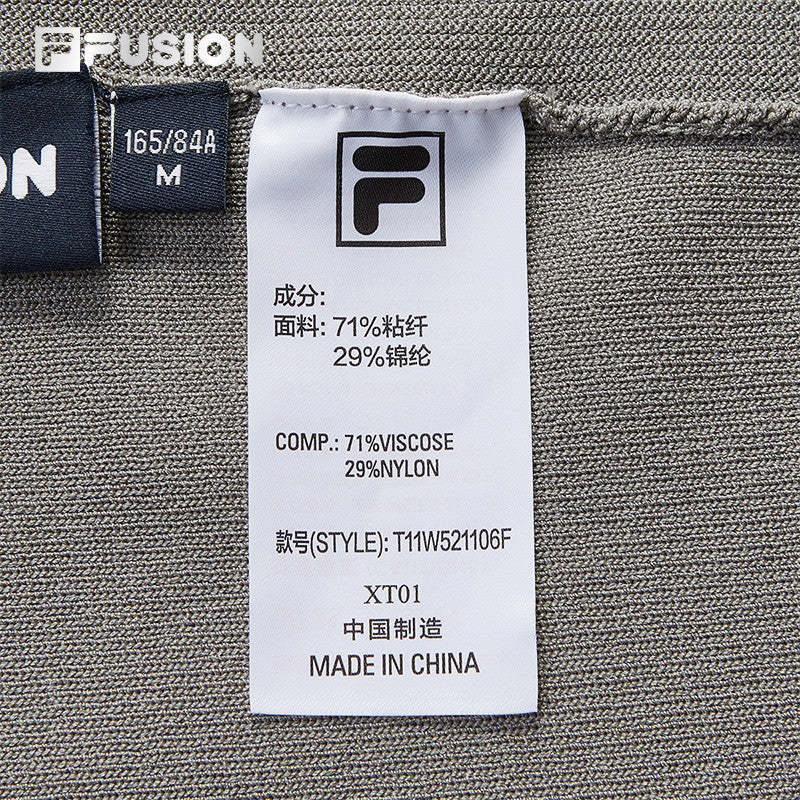 FUSION
ON
165/84A
M
成分:
面料: 71%粘纤
29%锦纶
COMP.: 71%VISCOSE
29%NYLON
款号(STYLE): T11W521106F
XT01
中国制造
MADE IN CHINA